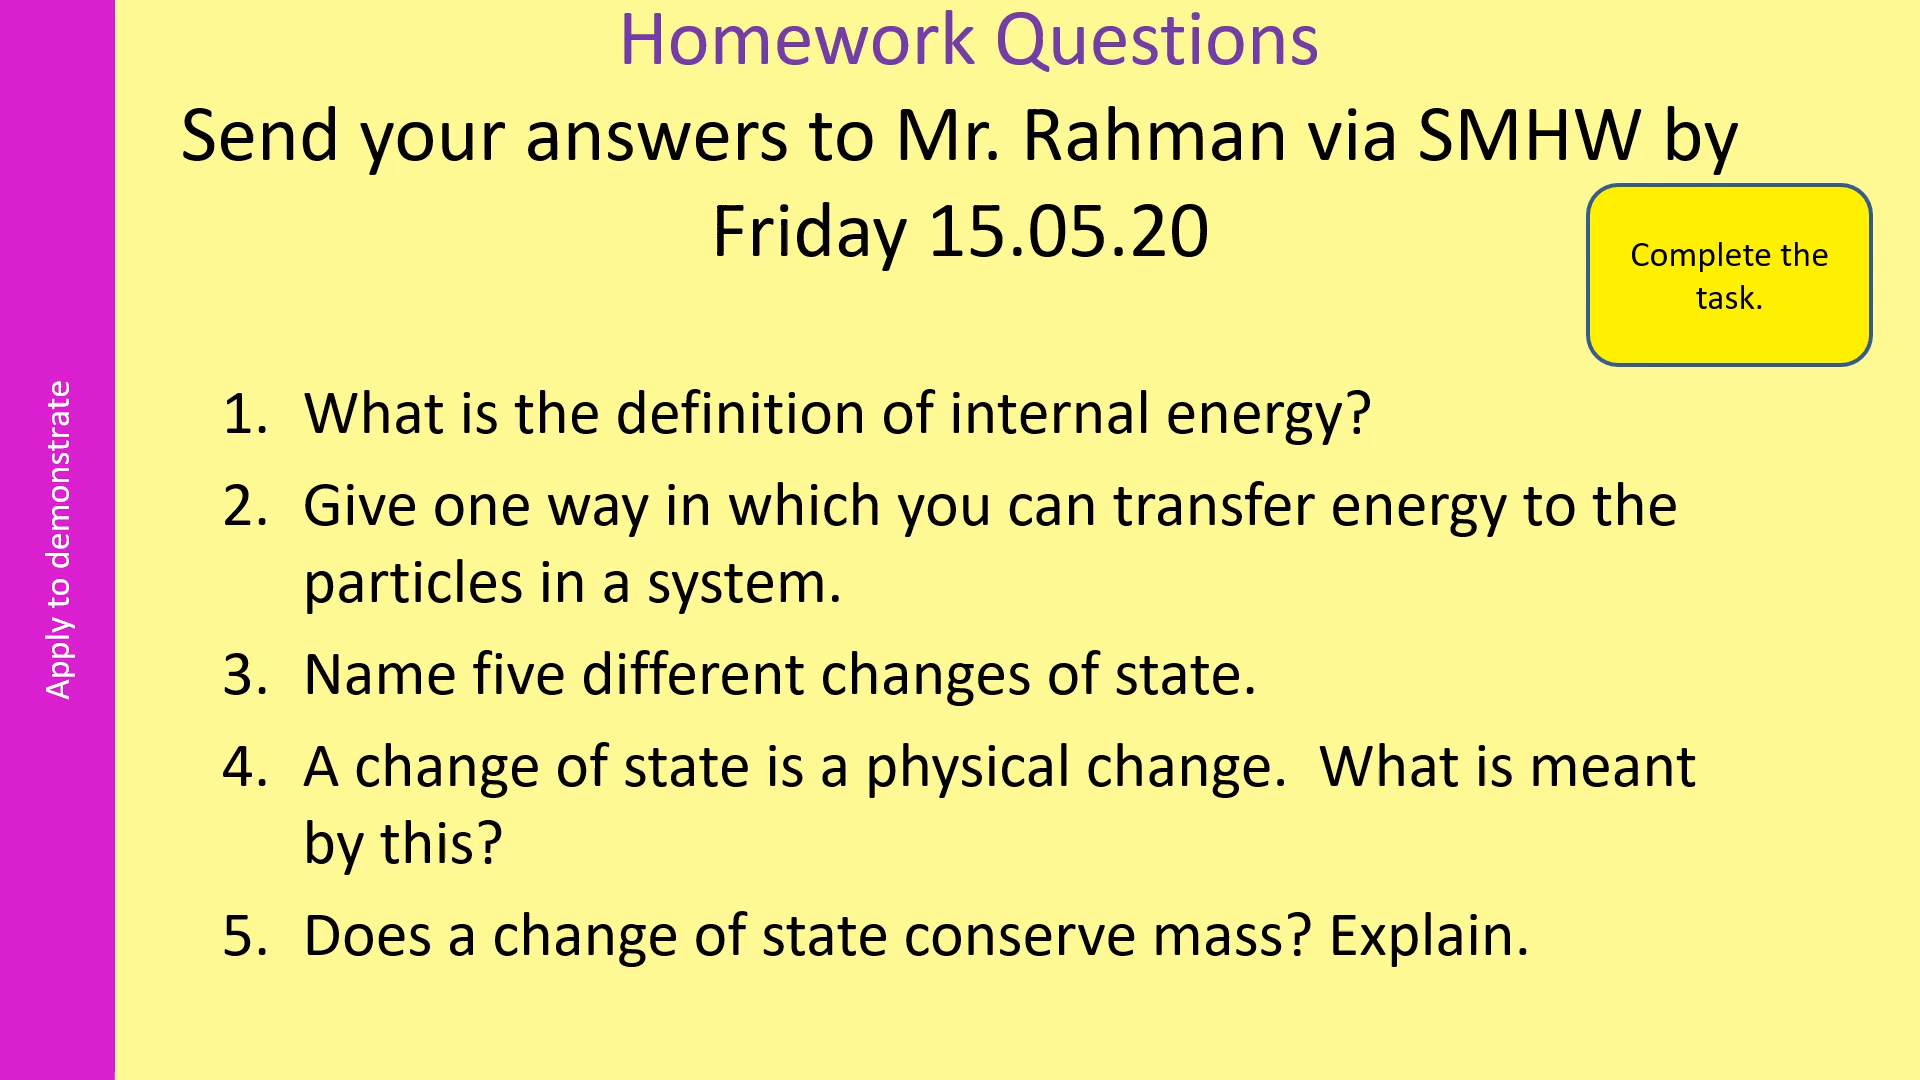 Homework Questions
Send your answers to Mr. Rahman via SMHW by
Friday 15.05.20
Complete the
task.
Apply to demonstrate
1. What is the definition of internal energy?
2. Give one way in which you can transfer energy to the
particles in a system.
3. Name five different changes of state.
4. A change of state is a physical change.  What is meant
by this?
5. Does a change of state conserve mass? Explain.